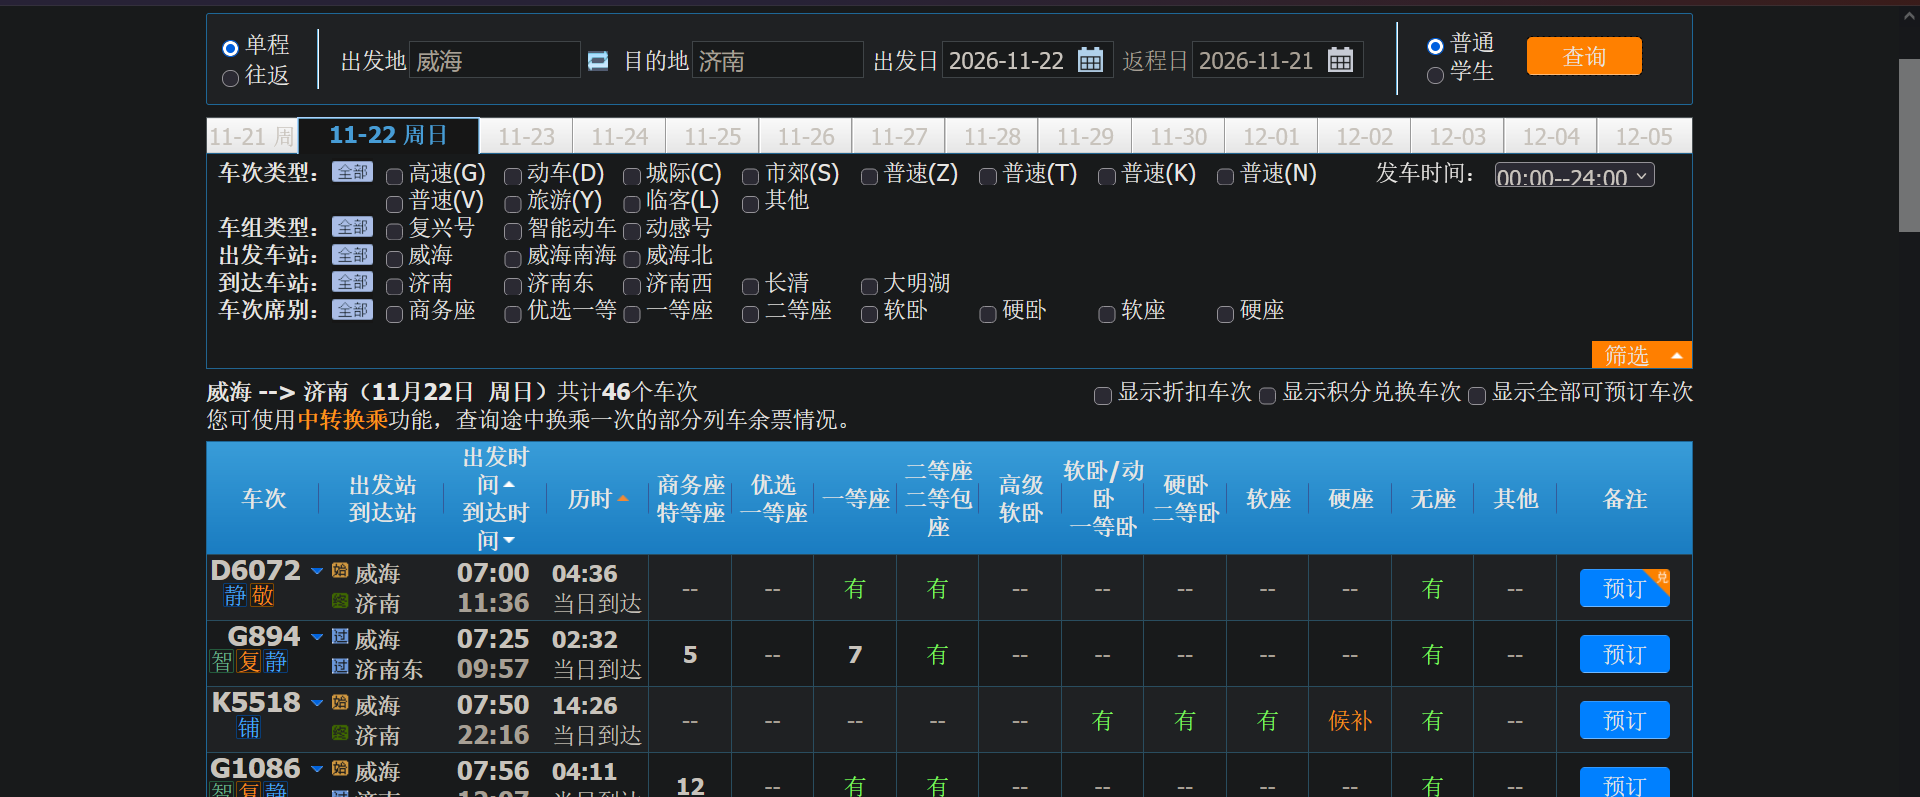 单程
往返
出发地 威海 目的地 济南 出发日 2026-11-22 返程日 2026-11-21
普通
学生
查询
11-21 周 11-22 周日 11-23 11-24 11-25 11-26 11-27 11-28 11-29 11-30 12-01 12-02 12-03 12-04 12-05
车次类型： 全部 高速(G) 动车(D) 城际(C) 市郊(S) 普速(Z) 普速(T) 普速(K) 普速(N) 发车时间： 00:00--24:00
普速(V) 旅游(Y) 临客(L) 其他
车组类型： 全部 复兴号 智能动车 动感号
出发车站： 全部 威海 威海南海 威海北
到达车站： 全部 济南 济南东 济南西 长清 大明湖
车次席别： 全部 商务座 优选一等 一等座 二等座 软卧 硬卧 软座 硬座
筛选
威海 --> 济南（11月22日 周日）共计46个车次 显示折扣车次 显示积分兑换车次 显示全部可预订车次
您可使用中转换乘功能，查询途中换乘一次的部分列车余票情况。
车次
出发站
到达站
出发时
间
到达时
间
历时
商务座
特等座
优选
一等座
一等座
二等座
二等包
座
高级
软卧
软卧/动
卧
一等卧
硬卧
二等卧
软座
硬座
无座
其他
备注
D6072 始 威海 07:00 04:36 -- -- 有 有 -- -- -- -- -- 有 -- 预订 兑
静 敬 终 济南 11:36 当日到达
G894 过 威海 07:25 02:32 5 -- 7 有 -- -- -- -- -- 有 -- 预订
智 复 静 过 济南东 09:57 当日到达
K5518 始 威海 07:50 14:26 -- -- -- -- -- 有 有 有 候补 有 -- 预订
铺 终 济南 22:16 当日到达
G1086 始 威海 07:56 04:11 12 -- 有 有 -- -- -- -- -- 有 -- 预订
智 复 静 济南 12:07 当日到达